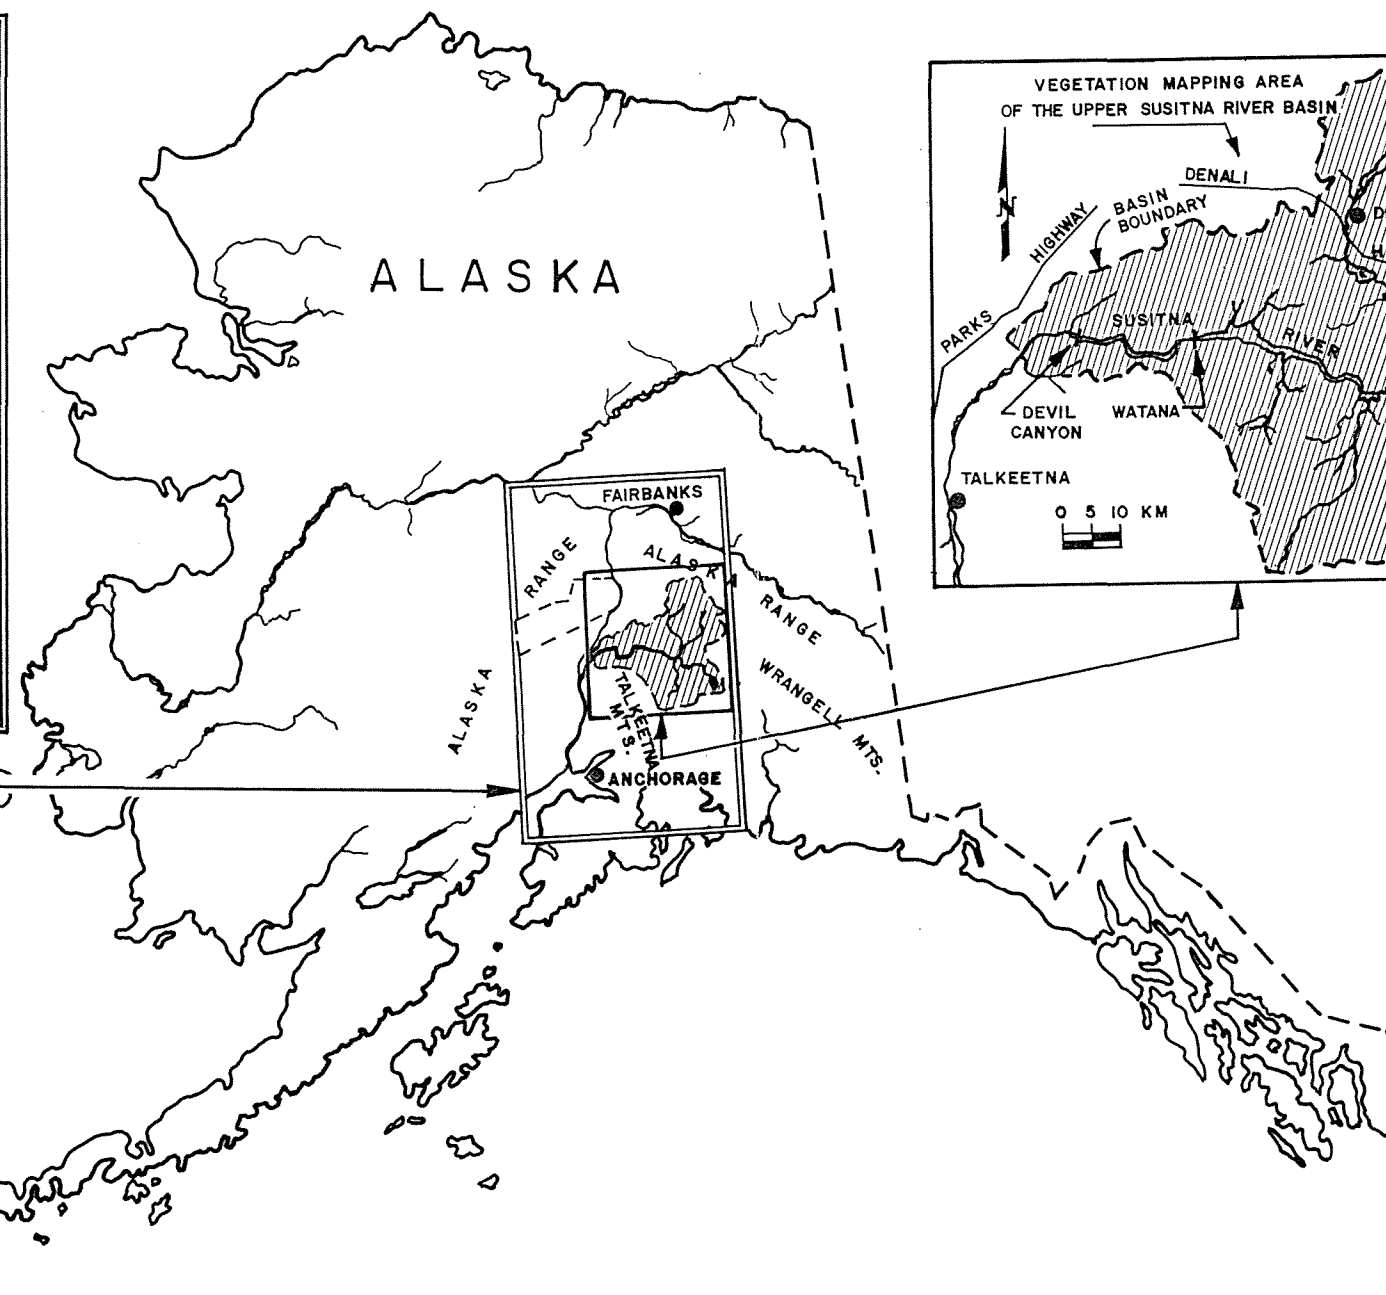 VEGETATION MAPPING AREA
OF THE UPPER SUSITNA RIVER BASIN
DENALI
N
BASIN
BOUNDARY
PARKS HIGHWAY
SUSITNA RIVER
DEVIL
CANYON
WATANA
TALKEETNA
0 5 10 KM
ALASKA
FAIRBANKS
ALASKA RANGE
ALASKA RANGE
WRANGELL MTS.
TALKEETNA
MTS.
ANCHORAGE